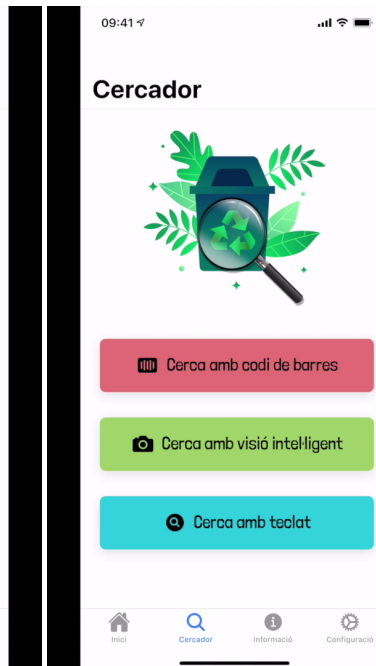 09:41
Cercador
Cerca amb codi de barres
Cerca amb visió intel·ligent
Cerca amb teclat
Inici
Cercador
Informació
Configuració